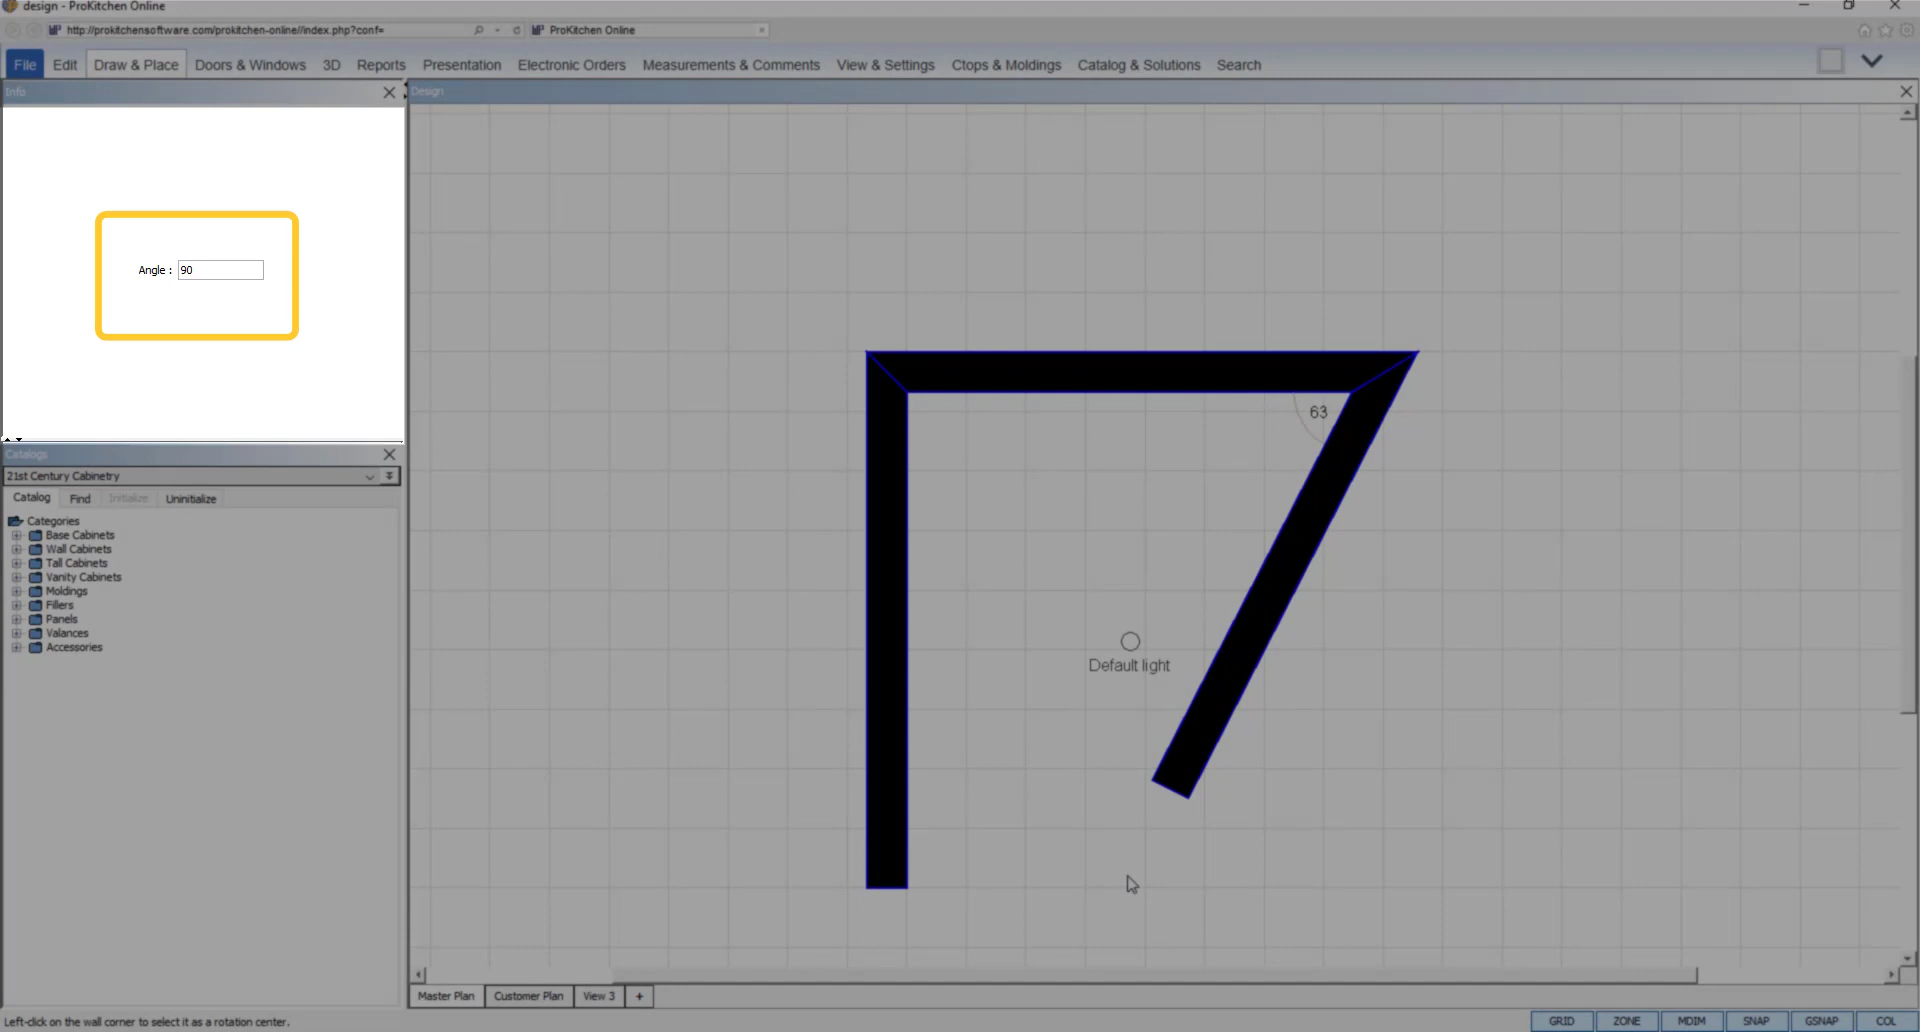 design - ProKitchen Online
http://prokitchensoftware.com/prokitchen-online//index.php?conf=
ProKitchen Online
File Edit Draw & Place Doors & Windows 3D Reports Presentation Electronic Orders Measurements & Comments View & Settings Ctops & Moldings Catalog & Solutions Search
Info
Design
Angle : 90
63
Default light
Catalogs
21st Century Cabinetry
Catalog Find Initialize Uninitialize
Categories
Base Cabinets
Wall Cabinets
Tall Cabinets
Vanity Cabinets
Moldings
Fillers
Panels
Valances
Accessories
Master Plan Customer Plan View 3 +
Left-click on the wall corner to select it as a rotation center.
GRID ZONE MDIM SNAP GSNAP COL